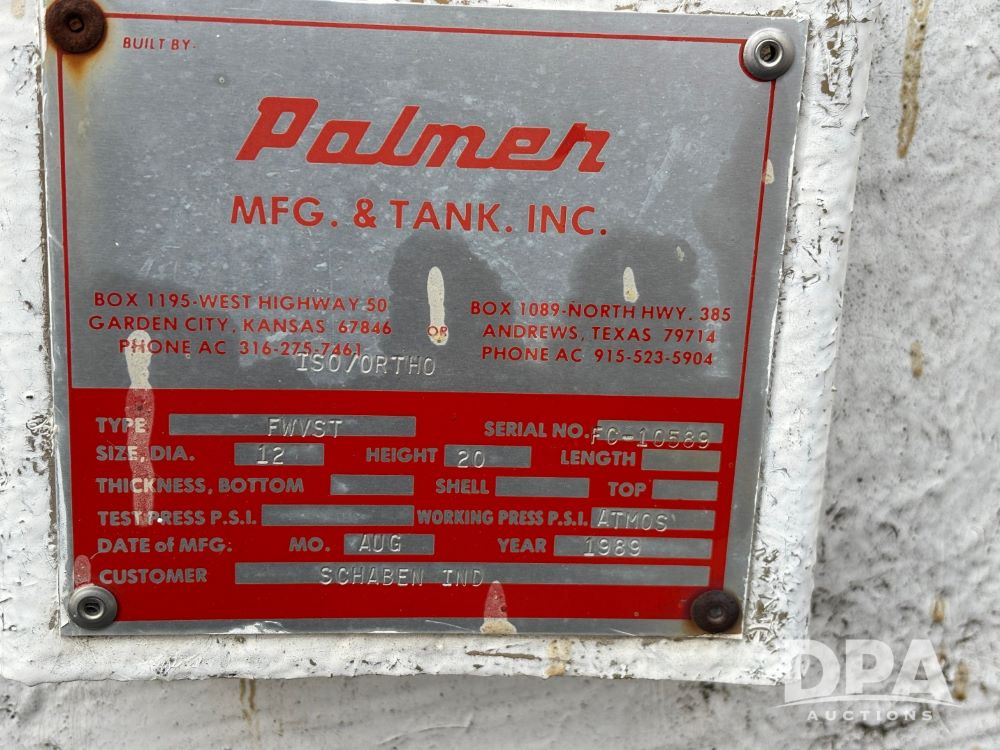 BUILT BY·
Palmer
MFG. & TANK. INC.
BOX 1195-WEST HIGHWAY 50
GARDEN CITY, KANSAS 67846
PHONE AC 316-275-7461
OR
BOX 1089-NORTH HWY. 385
ANDREWS, TEXAS 79714
PHONE AC 915-523-5904
ISO/ORTHO
TYPE FWVST SERIAL NO. FC-10589
SIZE, DIA. 12 HEIGHT 20 LENGTH
THICKNESS, BOTTOM SHELL TOP
TEST PRESS P.S.I. WORKING PRESS P.S.I. ATMOS
DATE of MFG: MO. AUG YEAR 1989
CUSTOMER SCHABEN IND
DPA
AUCTIONS